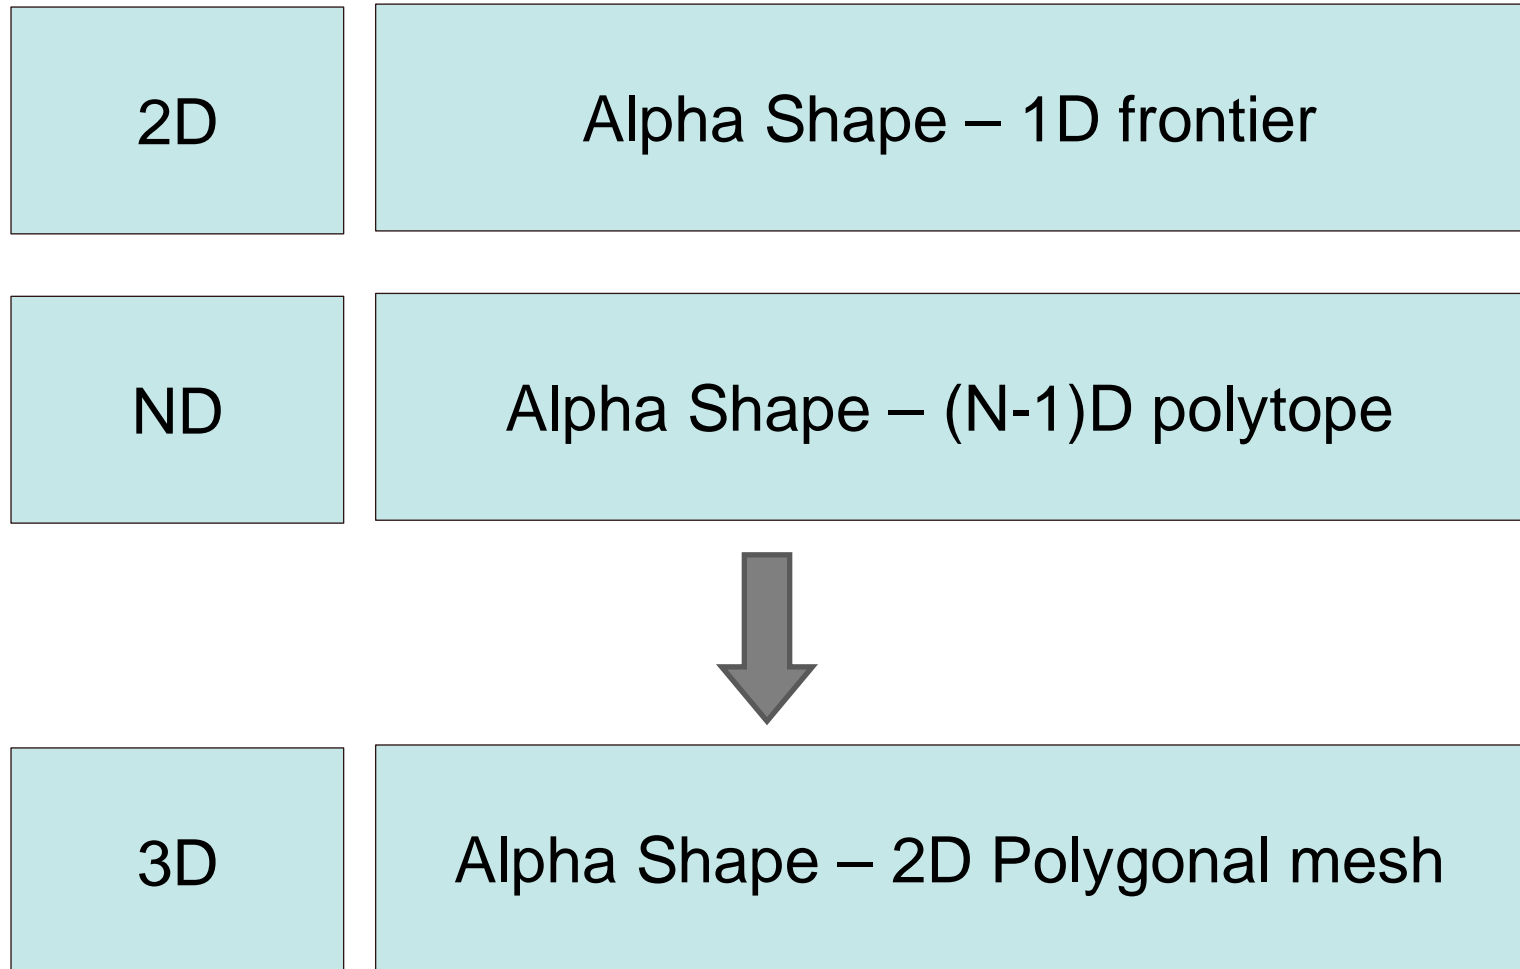 2D
Alpha Shape – 1D frontier
ND
Alpha Shape – (N-1)D polytope
3D
Alpha Shape – 2D Polygonal mesh